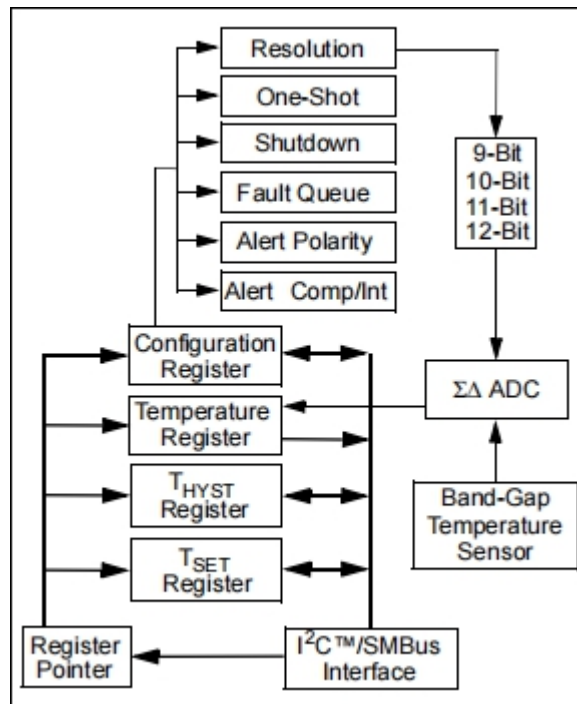 Resolution
One-Shot
Shutdown
Fault Queue
Alert Polarity
Alert Comp/Int
9-Bit
10-Bit
11-Bit
12-Bit
Configuration
Register
Temperature
Register
THYST
Register
TSET
Register
ΣΔ ADC
Band-Gap
Temperature
Sensor
Register
Pointer
I²C™/SMBus
Interface